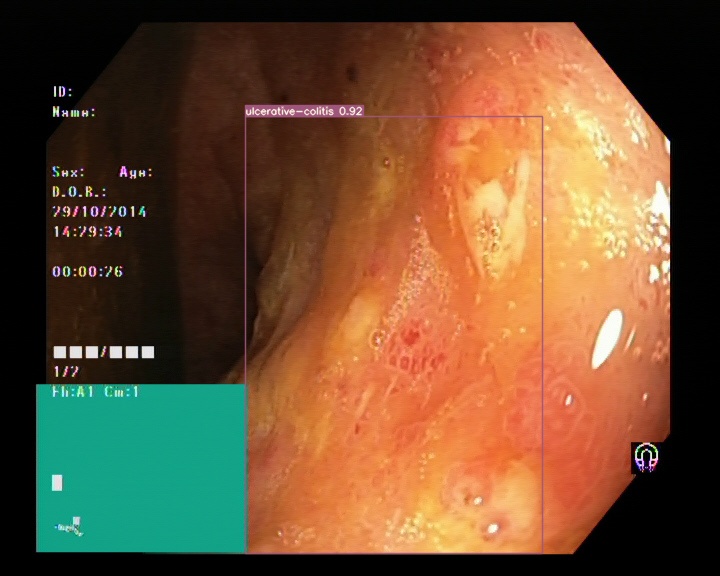 ID:
ulcerative-colitis 0.92
Name:
Sex: Age:
D.O.B.:
29/10/2014
14:29:34
00:00:26
■■■/■■■
1/2
Eh:A1 Cm:1